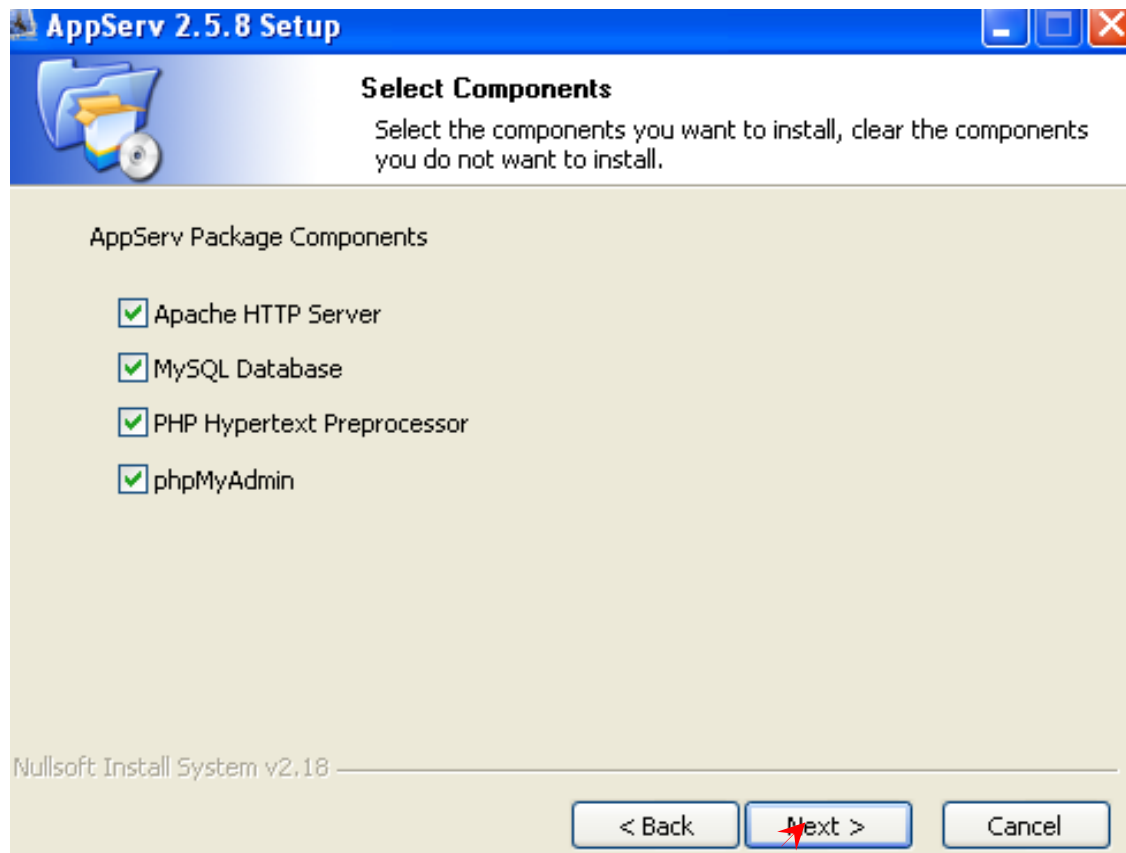 AppServ 2.5.8 Setup
Select Components
Select the components you want to install, clear the components
you do not want to install.
AppServ Package Components
Apache HTTP Server
MySQL Database
PHP Hypertext Preprocessor
phpMyAdmin
Nullsoft Install System v2.18
< Back Next > Cancel